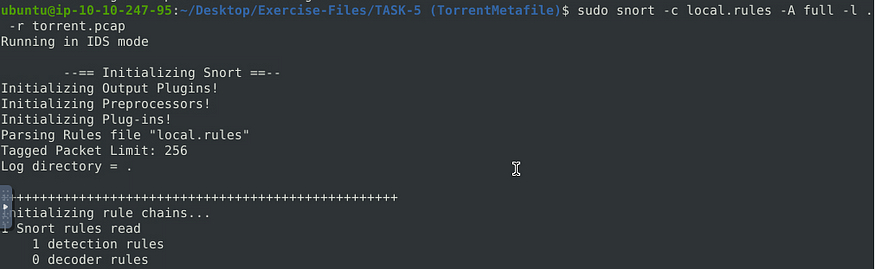 ubuntu@ip-10-10-247-95:~/Desktop/Exercise-Files/TASK-5 (TorrentMetafile)$ sudo snort -c local.rules -A full -l .
-r torrent.pcap
Running in IDS mode
--== Initializing Snort ==--
Initializing Output Plugins!
Initializing Preprocessors!
Initializing Plug-ins!
Parsing Rules file "local.rules"
Tagged Packet Limit: 256
Log directory = .
+++++++++++++++++++++++++++++++++++++++++++++++++++
Initializing rule chains...
1 Snort rules read
1 detection rules
0 decoder rules